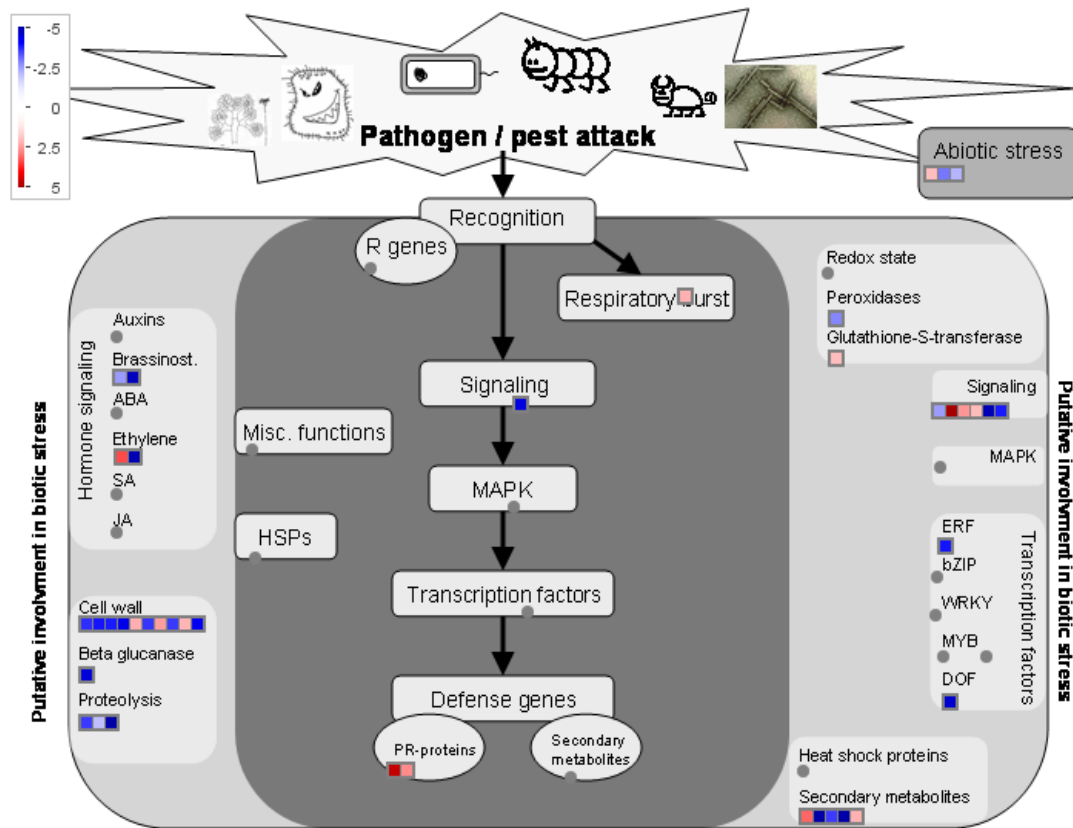 -5
-2.5
0
2.5
5
Pathogen / pest attack
Abiotic stress
Recognition
R genes
Respiratory burst
Redox state
Peroxidases
Glutathione-S-transferase
Hormone signaling
Auxins
Brassinost.
ABA
Ethylene
SA
JA
Signaling
Misc. functions
MAPK
HSPs
Transcription factors
Defense genes
PR-proteins
Secondary
metabolites
Cell wall
Beta glucanase
Proteolysis
Putative involvment in biotic stress
Signaling
MAPK
ERF
bZIP
WRKY
MYB
DOF
Transcription factors
Heat shock proteins
Secondary metabolites
Putative involvment in biotic stress